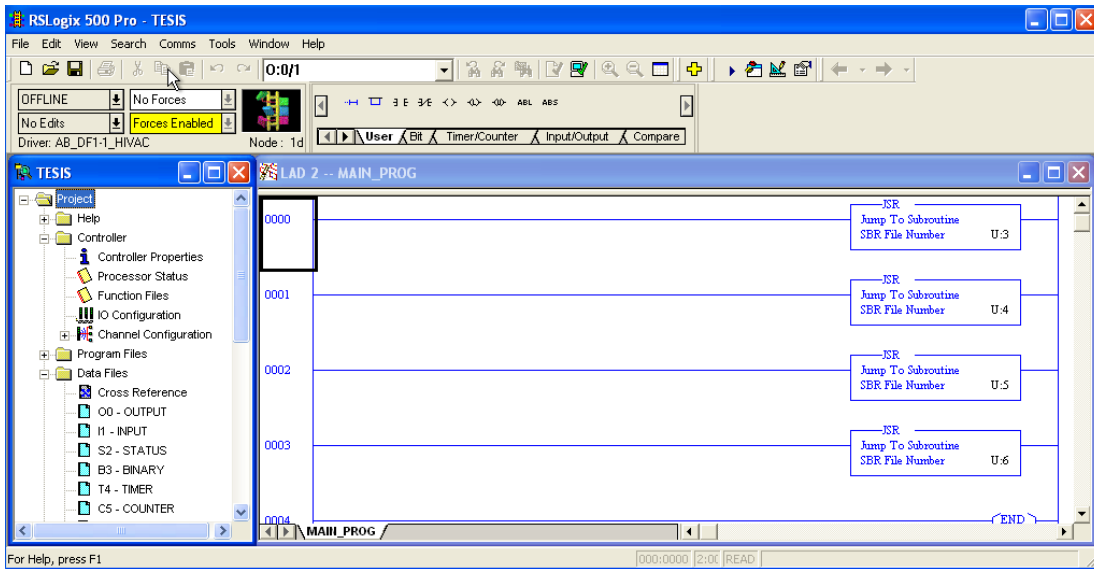 RSLogix 500 Pro - TESIS
File Edit View Search Comms Tools Window Help
O:0/1
OFFLINE No Forces
No Edits Forces Enabled
Driver: AB_DF1-1_HIVAC Node : 1d
ABL ABS
User Bit Timer/Counter Input/Output Compare
TESIS
Project
Help
Controller
Controller Properties
Processor Status
Function Files
IO Configuration
Channel Configuration
Program Files
Data Files
Cross Reference
O0 - OUTPUT
I1 - INPUT
S2 - STATUS
B3 - BINARY
T4 - TIMER
C5 - COUNTER
LAD 2 -- MAIN_PROG
0000
JSR
Jump To Subroutine
SBR File Number U:3
0001
JSR
Jump To Subroutine
SBR File Number U:4
0002
JSR
Jump To Subroutine
SBR File Number U:5
0003
JSR
Jump To Subroutine
SBR File Number U:6
0004
END
MAIN_PROG
For Help, press F1
000:0000 2:00 READ